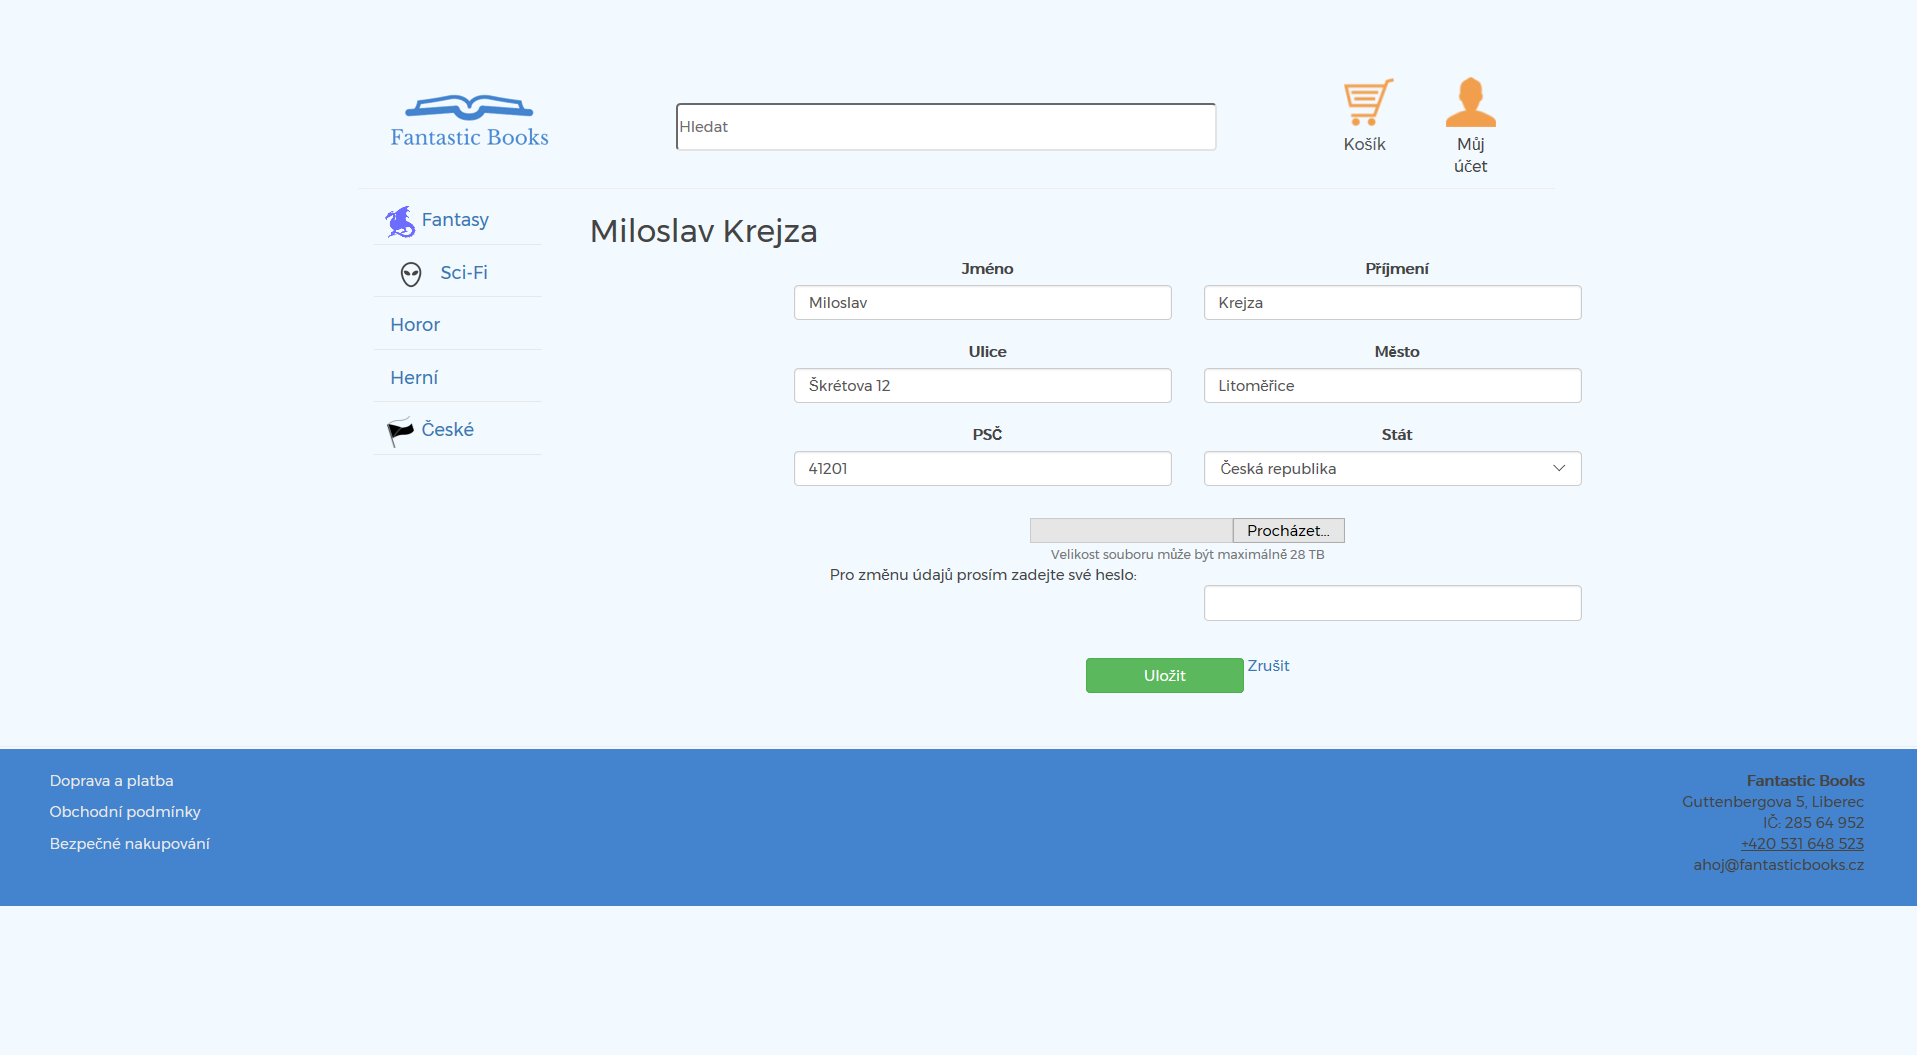 Fantastic Books
Hledat
Košík
Můj
účet
Fantasy
Sci-Fi
Horor
Herní
České
Miloslav Krejza
Jméno
Příjmení
Miloslav
Krejza
Ulice
Město
Škrétova 12
Litoměřice
PSČ
Stát
41201
Česká republika
Procházet...
Velikost souboru může být maximálně 28 TB
Pro změnu údajů prosím zadejte své heslo:
Uložit
Zrušit
Doprava a platba
Obchodní podmínky
Bezpečné nakupování
Fantastic Books
Guttenbergova 5, Liberec
IČ: 285 64 952
+420 531 648 523
ahoj@fantasticbooks.cz